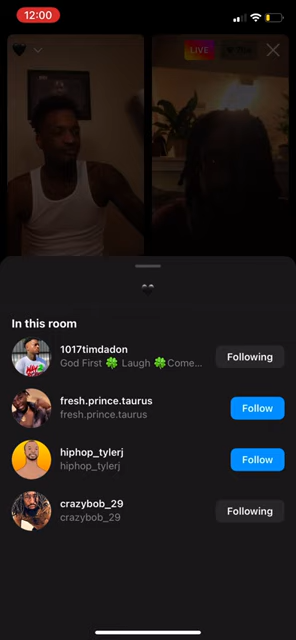 12:00
LIVE
In this room
1017timdadon
God First 🍀 Laugh 🍀Come...
Following
fresh.prince.taurus
fresh.prince.taurus
Follow
hiphop_tylerj
hiphop_tylerj
Follow
crazybob_29
crazybob_29
Following